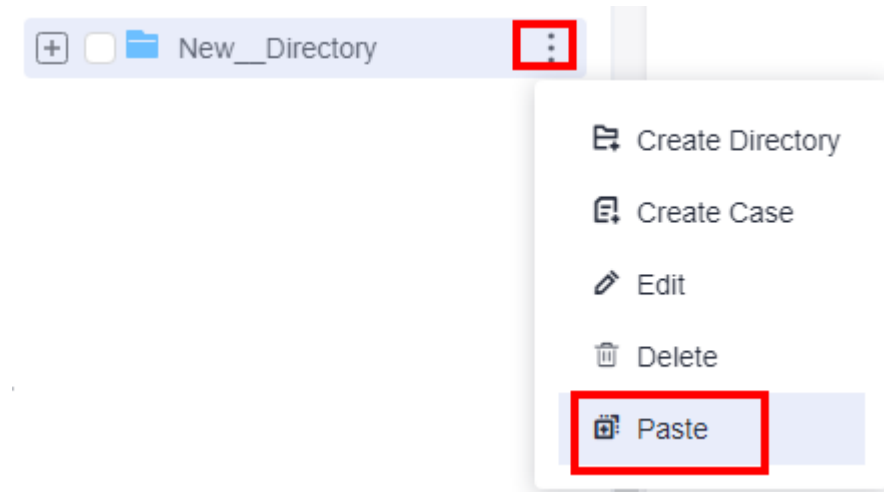 New__Directory
Create Directory
Create Case
Edit
Delete
Paste